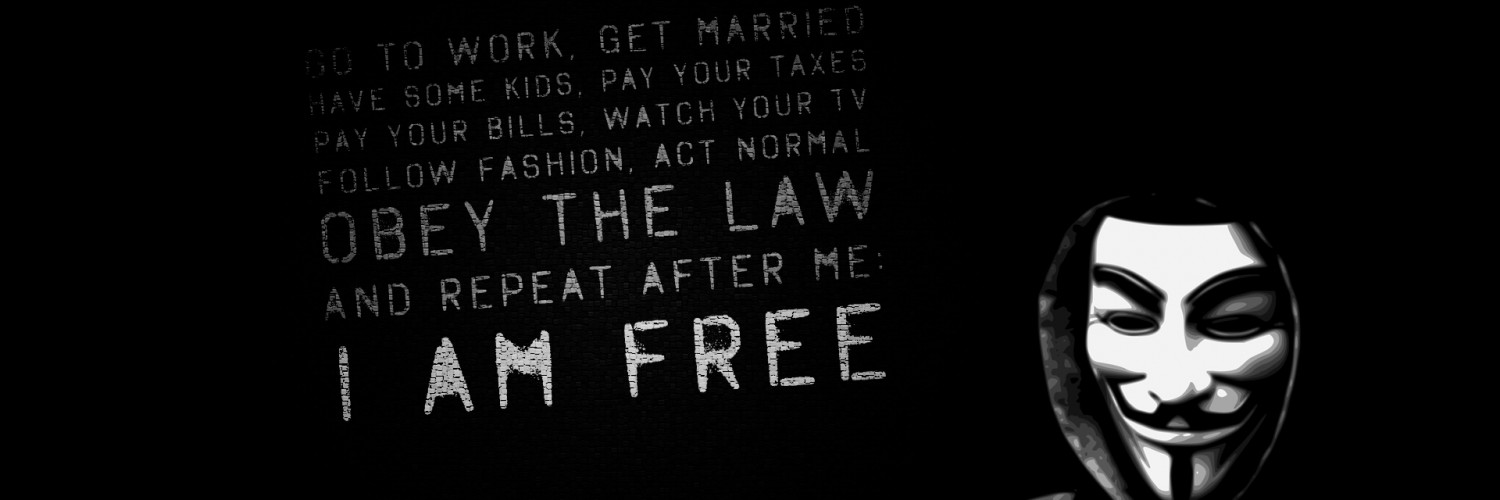 GO TO WORK, GET MARRIED
HAVE SOME KIDS, PAY YOUR TAXES
PAY YOUR BILLS, WATCH YOUR TV
FOLLOW FASHION, ACT NORMAL
OBEY THE LAW
AND REPEAT AFTER ME:
I AM FREE